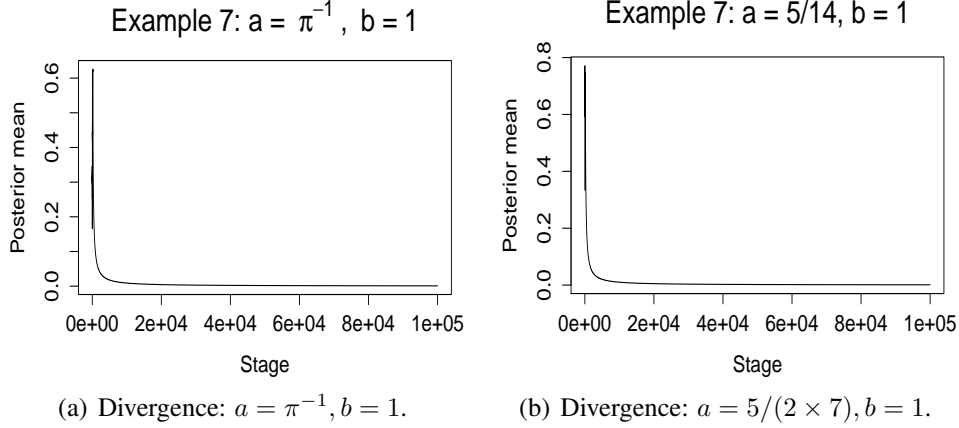 Example 7: a = π⁻¹ , b = 1
Posterior mean
0.6
0.4
0.2
0.0
0e+00 2e+04 4e+04 6e+04 8e+04 1e+05
Stage
(a) Divergence: a = π⁻¹, b = 1.
Example 7: a = 5/14, b = 1
Posterior mean
0.8
0.6
0.4
0.2
0.0
0e+00 2e+04 4e+04 6e+04 8e+04 1e+05
Stage
(b) Divergence: a = 5/(2 × 7), b = 1.